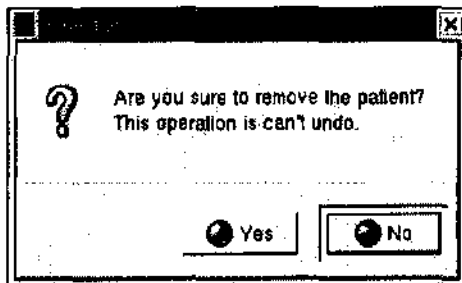 Are you sure to remove the patient?
This operation is can't undo.
Yes
No